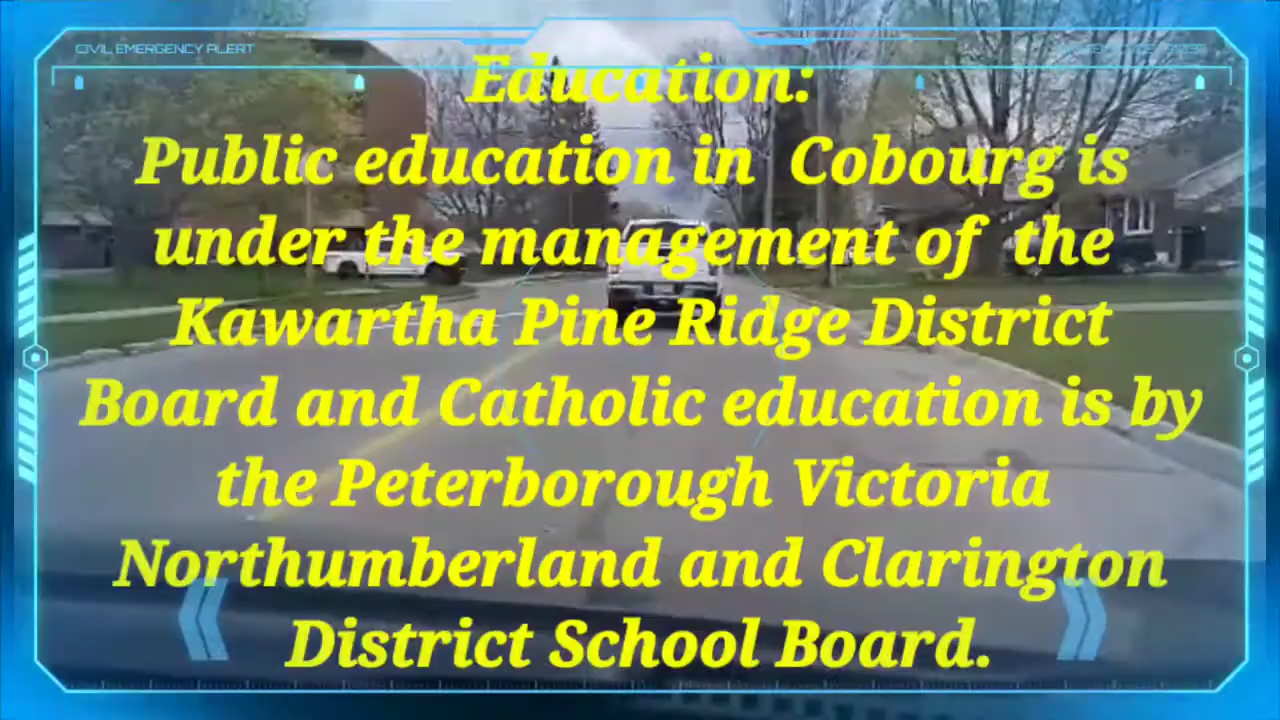 CIVIL EMERGENCY ALERT
Education:
Public education in Cobourg is
under the management of the
Kawartha Pine Ridge District
Board and Catholic education is by
the Peterborough Victoria
Northumberland and Clarington
District School Board.